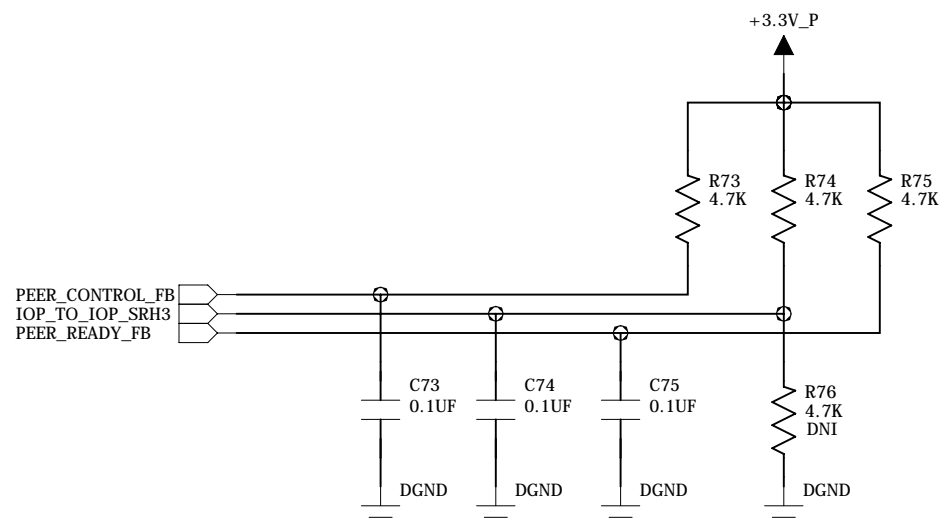 +3.3V_P
R73
4.7K
R74
4.7K
R75
4.7K
PEER_CONTROL_FB
IOP_TO_IOP_SRH3
PEER_READY_FB
C73
0.1UF
C74
0.1UF
C75
0.1UF
R76
4.7K
DNI
DGND
DGND
DGND
DGND